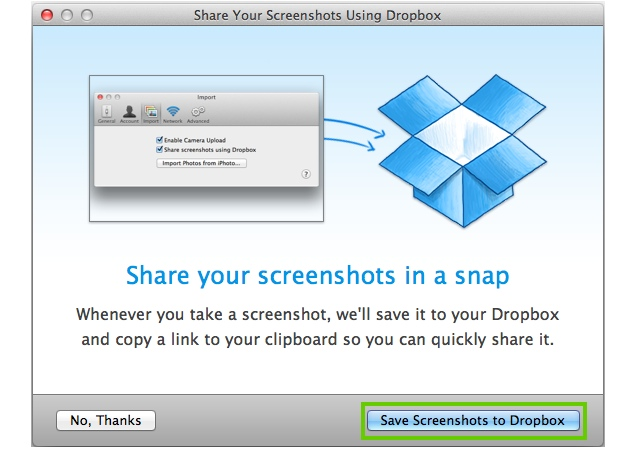 Share Your Screenshots Using Dropbox
Import
General Account Import Network Advanced
Enable Camera Upload
Share screenshots using Dropbox
Import Photos from iPhoto...
?
Share your screenshots in a snap
Whenever you take a screenshot, we'll save it to your Dropbox
and copy a link to your clipboard so you can quickly share it.
No, Thanks
Save Screenshots to Dropbox